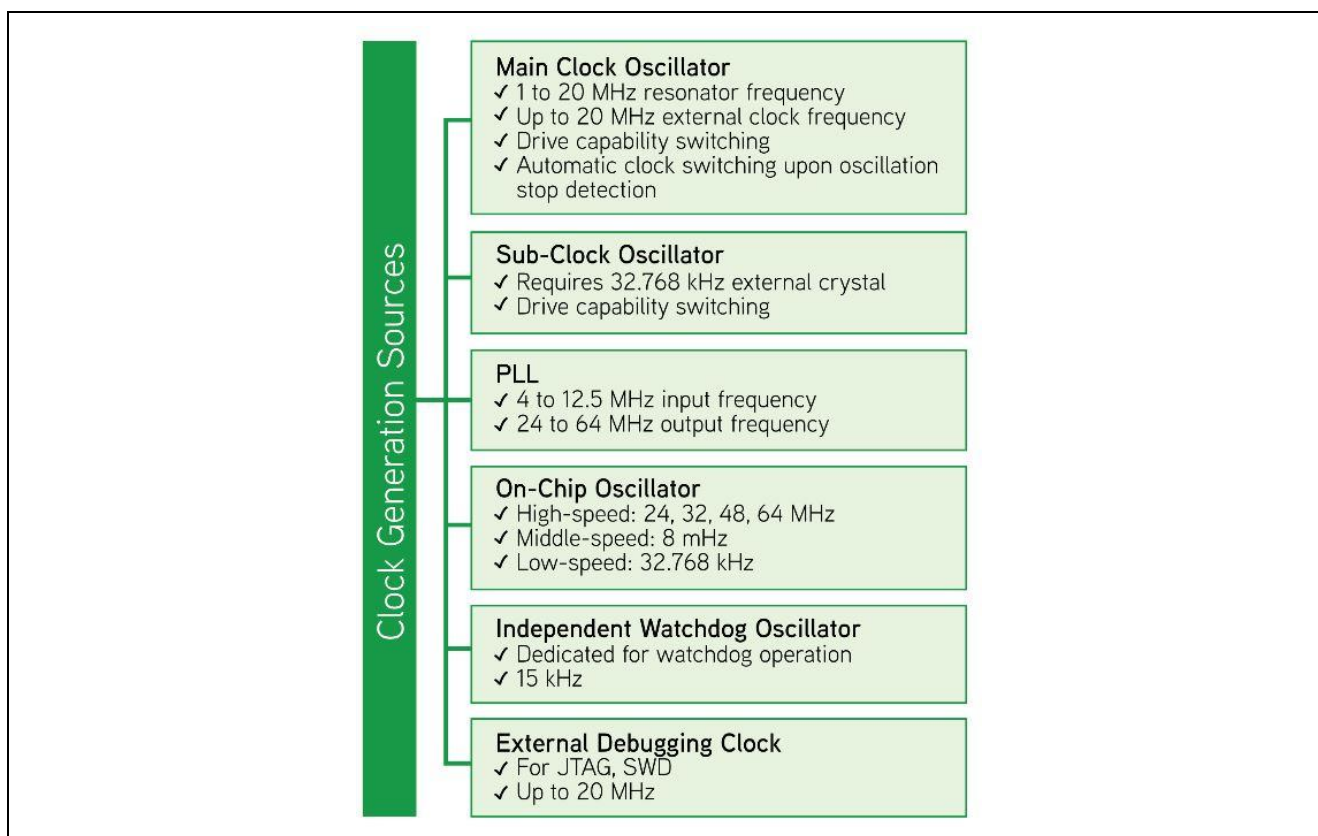 Clock Generation Sources
Main Clock Oscillator
✓ 1 to 20 MHz resonator frequency
✓ Up to 20 MHz external clock frequency
✓ Drive capability switching
✓ Automatic clock switching upon oscillation
stop detection
Sub-Clock Oscillator
✓ Requires 32.768 kHz external crystal
✓ Drive capability switching
PLL
✓ 4 to 12.5 MHz input frequency
✓ 24 to 64 MHz output frequency
On-Chip Oscillator
✓ High-speed: 24, 32, 48, 64 MHz
✓ Middle-speed: 8 mHz
✓ Low-speed: 32.768 kHz
Independent Watchdog Oscillator
✓ Dedicated for watchdog operation
✓ 15 kHz
External Debugging Clock
✓ For JTAG, SWD
✓ Up to 20 MHz